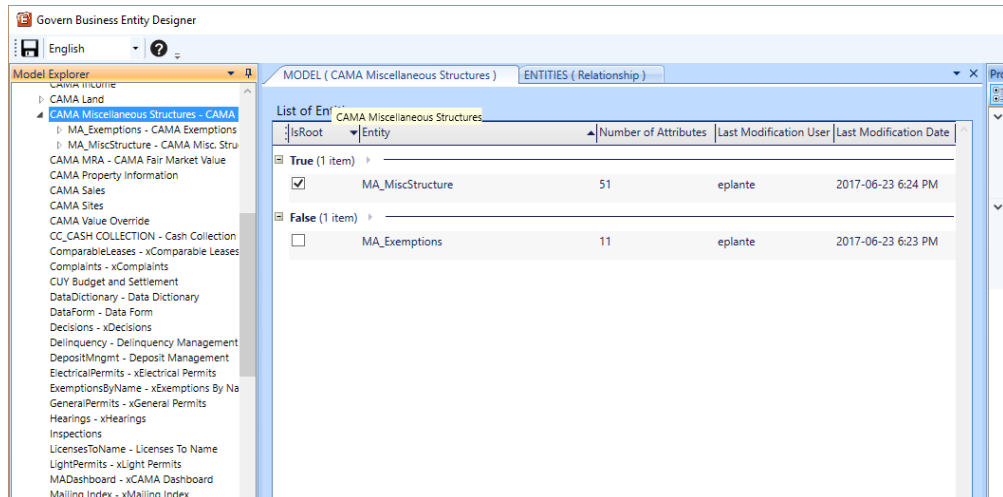 Govern Business Entity Designer
English
Model Explorer
CAMA Income
CAMA Land
CAMA Miscellaneous Structures - CAMA
MA_Exemptions - CAMA Exemptions
MA_MiscStructure - CAMA Misc. Stru
CAMA MRA - CAMA Fair Market Value
CAMA Property Information
CAMA Sales
CAMA Sites
CAMA Value Override
CC_CASH COLLECTION - Cash Collection
ComparableLeases - xComparable Leases
Complaints - xComplaints
CUY Budget and Settlement
DataDictionary - Data Dictionary
DataForm - Data Form
Decisions - xDecisions
Delinquency - Delinquency Management
DepositMngmt - Deposit Management
ElectricalPermits - xElectrical Permits
ExemptionsByName - xExemptions By Na
GeneralPermits - xGeneral Permits
Hearings - xHearings
Inspections
LicensesToName - Licenses To Name
LightPermits - xLight Permits
MADashboard - xCAMA Dashboard
Mailing Index - xMailing Index
MODEL ( CAMA Miscellaneous Structures ) ENTITIES ( Relationship )
List of Enti
CAMA Miscellaneous Structures
IsRoot Entity Number of Attributes Last Modification User Last Modification Date
True (1 item)
MA_MiscStructure 51 eplante 2017-06-23 6:24 PM
False (1 item)
MA_Exemptions 11 eplante 2017-06-23 6:23 PM
Pro